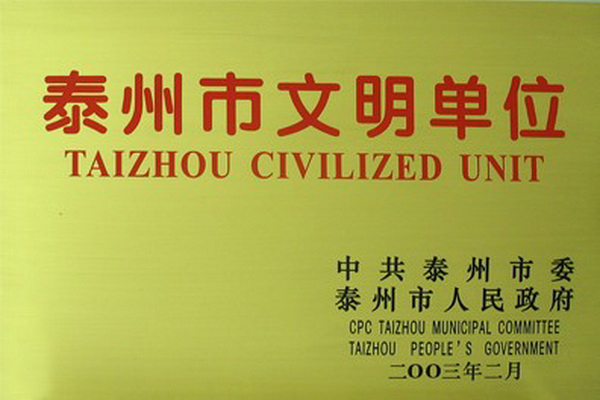 泰州市文明单位
TAIZHOU CIVILIZED UNIT
中共泰州市委
泰州市人民政府
CPC TAIZHOU MUNICIPAL COMMITTEE
TAIZHOU PEOPLE'S GOVERNMENT
二OO三年二月